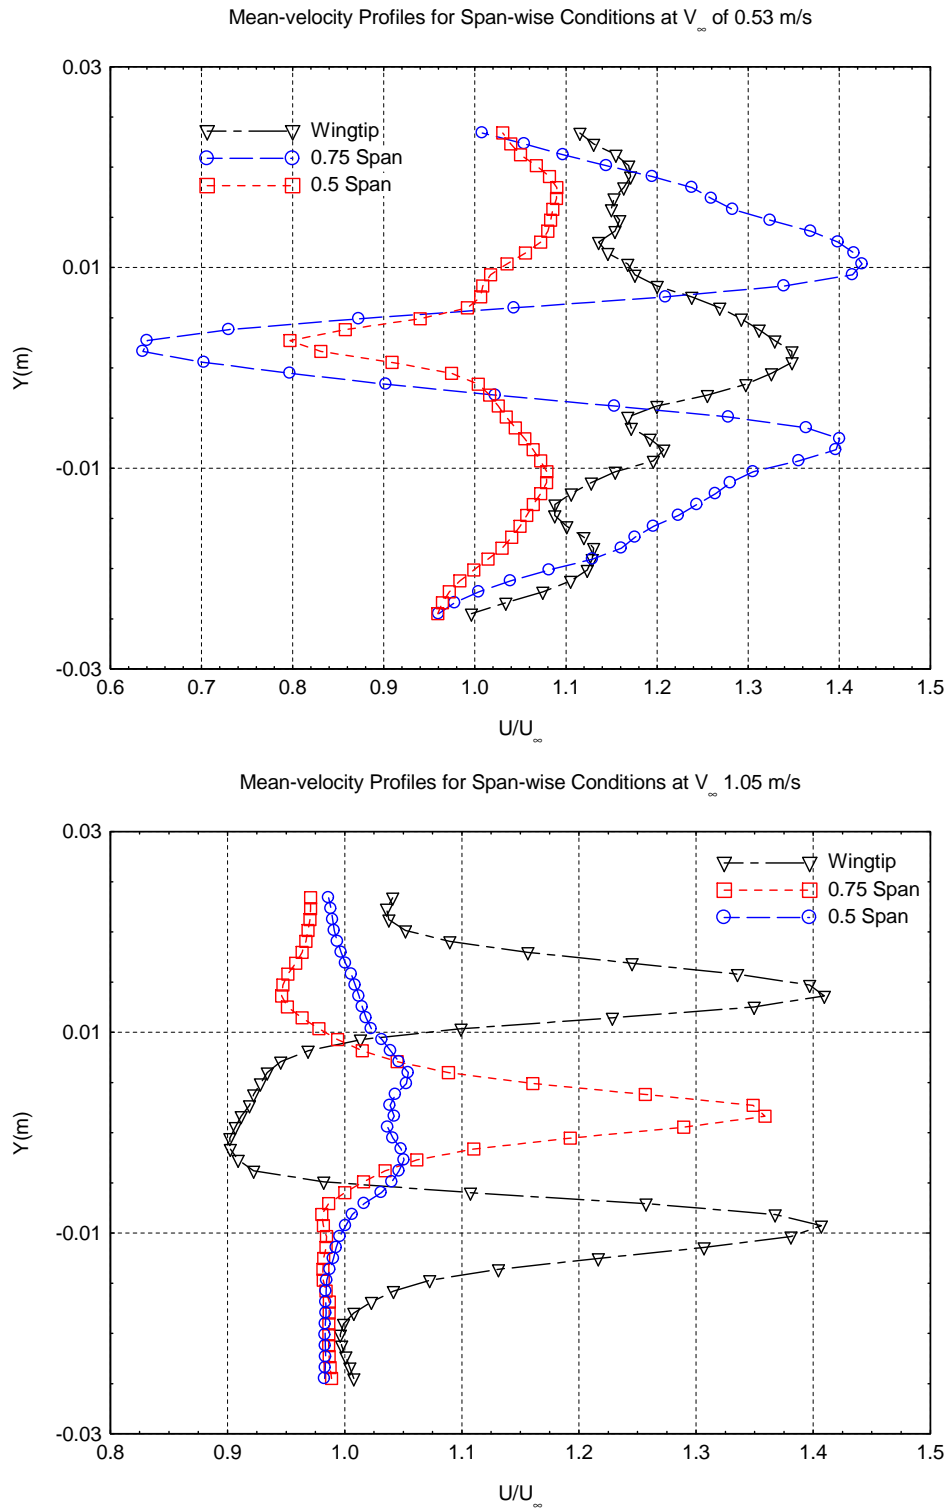 Mean-velocity Profiles for Span-wise Conditions at V∞ of 0.53 m/s
0.03
Wingtip
0.75 Span
0.5 Span
0.01
Y(m)
-0.01
-0.03
0.6 0.7 0.8 0.9 1.0 1.1 1.2 1.3 1.4 1.5
U/U∞
Mean-velocity Profiles for Span-wise Conditions at V∞ 1.05 m/s
0.03
Wingtip
0.75 Span
0.5 Span
0.01
Y(m)
-0.01
-0.03
0.8 0.9 1.0 1.1 1.2 1.3 1.4 1.5
U/U∞